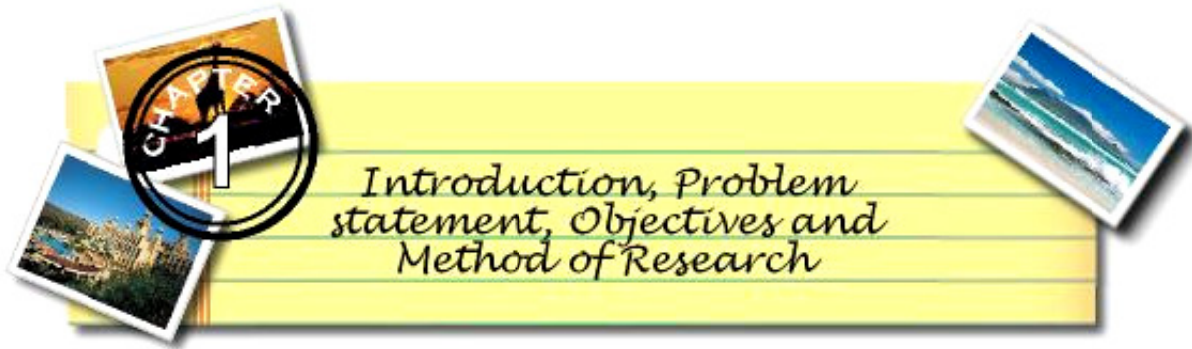 CHAPTER
1
Introduction, Problem
statement, Objectives and
Method of Research